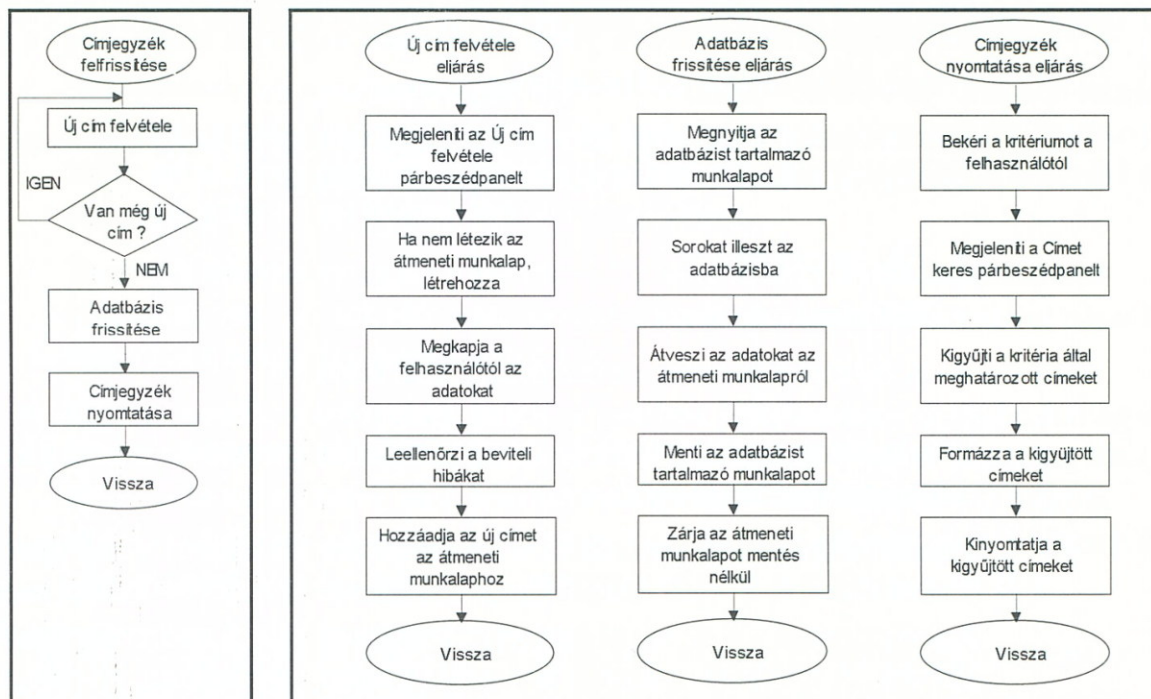 Címjegyzék
felfrissítése
Új cím felvétele
IGEN
Van még új
cím ?
NEM
Adatbázis
frissítése
Címjegyzék
nyomtatása
Vissza
Új cím felvétele
eljárás
Megjeleníti az Új cím
felvétele
párbeszédpanelt
Ha nem létezik az
átmeneti munkalap,
létrehozza
Megkapja a
felhasználótól az
adatokat
Leellenőrzi a beviteli
hibákat
Hozzáadja az új címet
az átmeneti
munkalaphoz
Vissza
Adatbázis
frissítése eljárás
Megnyitja az
adatbázist tartalmazó
munkalapot
Sorokat illeszt az
adatbázisba
Átveszi az adatokat az
átmeneti munkalapról
Menti az adatbázist
tartalmazó munkalapot
Zárja az átmeneti
munkalapot mentés
nélkül
Vissza
Címjegyzék
nyomtatása eljárás
Bekéri a kritériumot a
felhasználótól
Megjeleníti a Címet
keres párbeszédpanelt
Kigyűjti a kritéria által
meghatározott címeket
Formázza a kigyüjtött
címeket
Kinyomtatja a
kigyűjtött címeket
Vissza